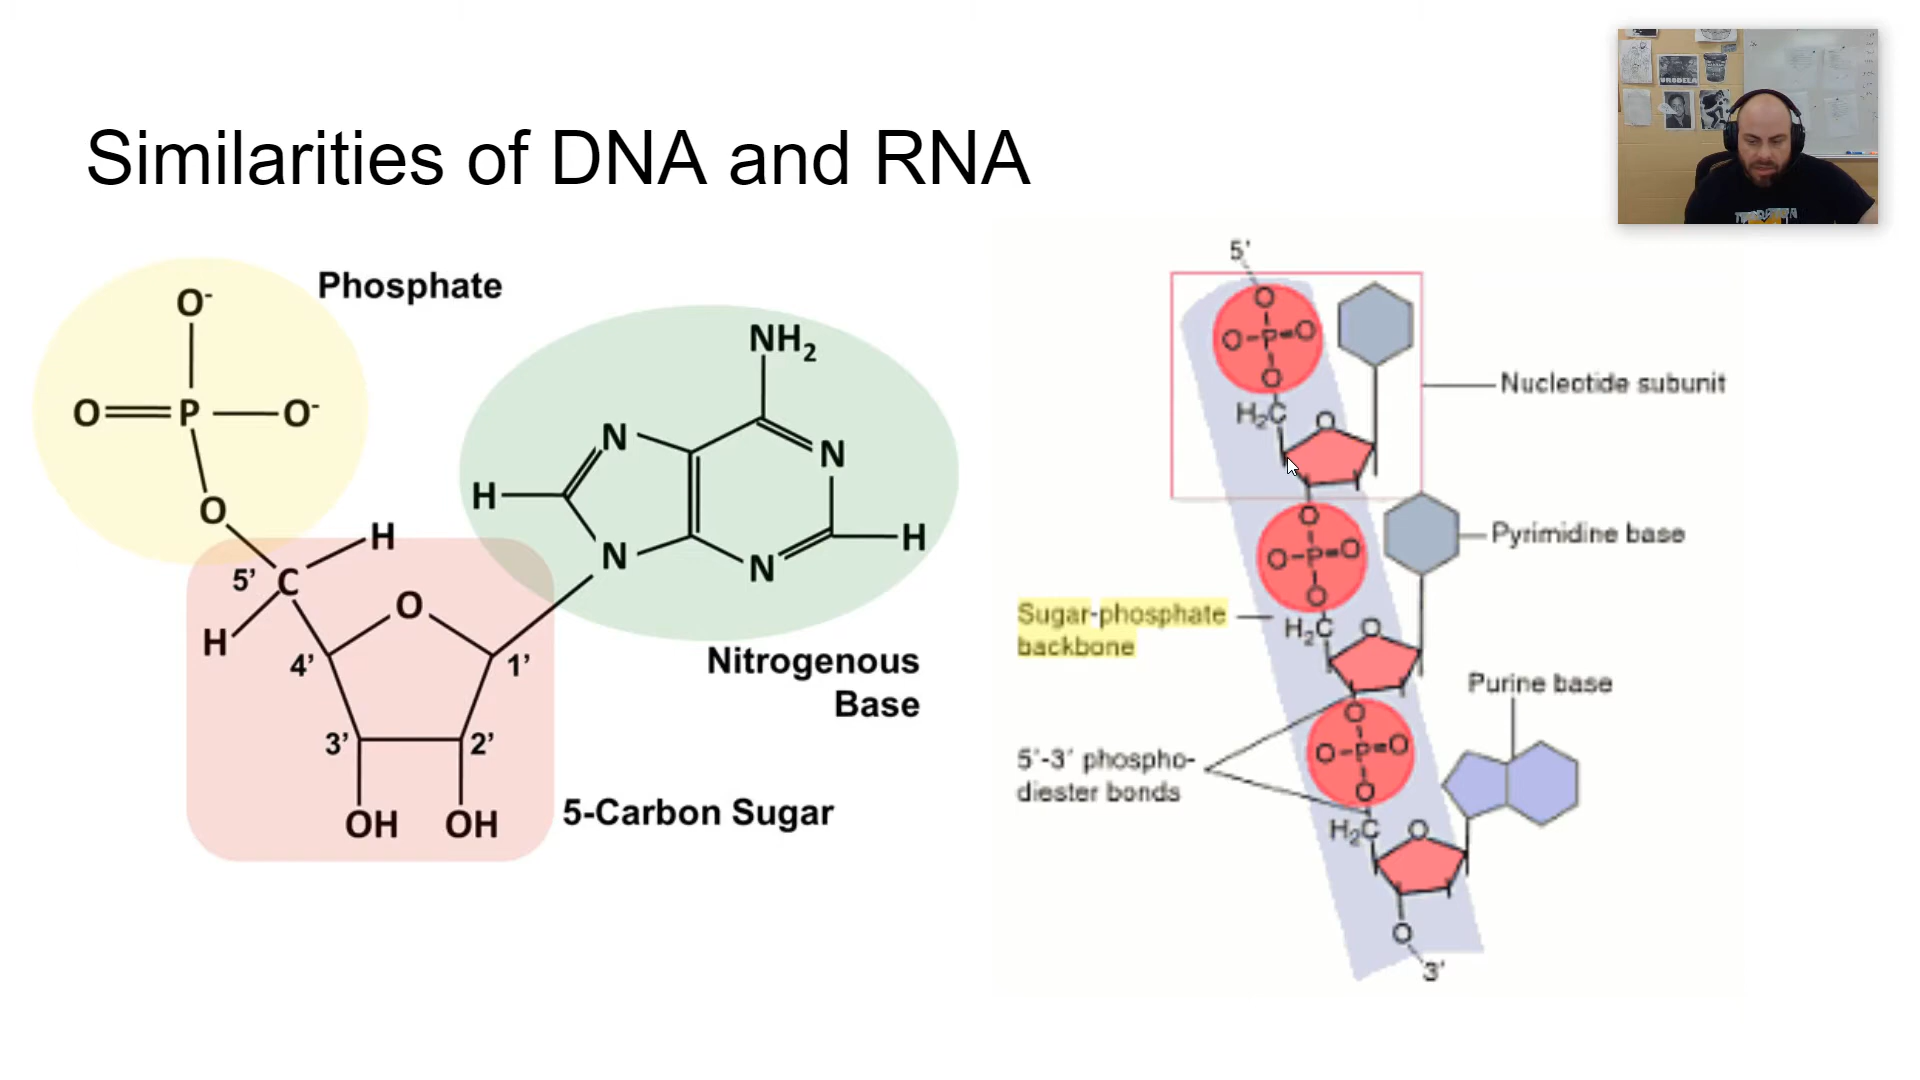 Similarities of DNA and RNA
Phosphate
O-
O
P
O-
O
NH2
N
N
H
N
N
H
H
5’
C
H
O
4’
1’
3’
2’
OH
OH
Nitrogenous
Base
5-Carbon Sugar
5'
O
O-P=O
O
H2C
O
Nucleotide subunit
O
O-P=O
O
H2C
O
Pyrimidine base
Sugar-phosphate
backbone
Purine base
O
O-P=O
O
H2C
O
5'-3' phospho-
diester bonds
O
3'